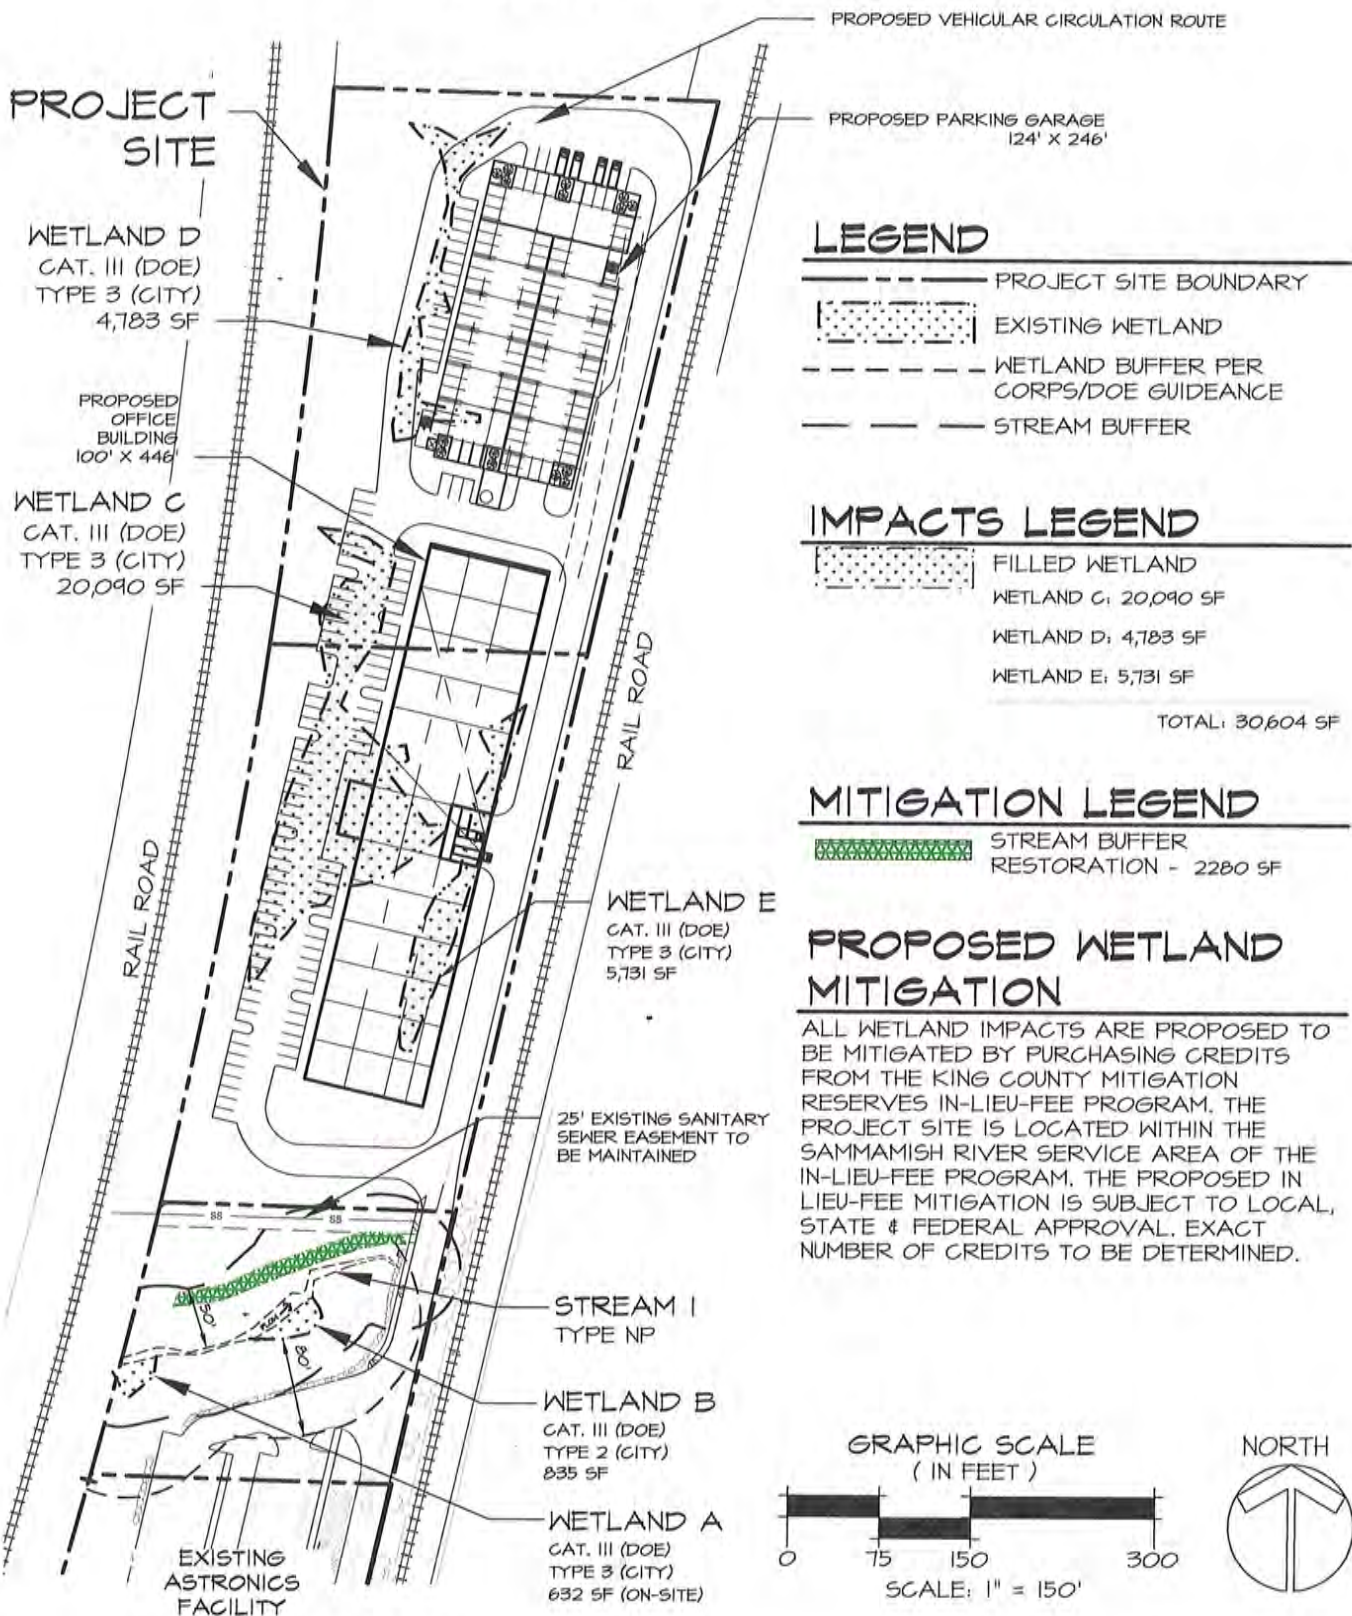 PROPOSED VEHICULAR CIRCULATION ROUTE
PROJECT
SITE
PROPOSED PARKING GARAGE
124' X 246'
WETLAND D
CAT. III (DOE)
TYPE 3 (CITY)
4,783 SF
PROPOSED
OFFICE
BUILDING
100' X 446'
WETLAND C
CAT. III (DOE)
TYPE 3 (CITY)
20,090 SF
RAIL ROAD
RAIL ROAD
WETLAND E
CAT. III (DOE)
TYPE 3 (CITY)
5,731 SF
25' EXISTING SANITARY
SEWER EASEMENT TO
BE MAINTAINED
SS
SS
50'
FLOW
80'
STREAM 1
TYPE NP
WETLAND B
CAT. III (DOE)
TYPE 2 (CITY)
835 SF
WETLAND A
CAT. III (DOE)
TYPE 3 (CITY)
632 SF (ON-SITE)
EXISTING
ASTRONICS
FACILITY
LEGEND
PROJECT SITE BOUNDARY
EXISTING WETLAND
WETLAND BUFFER PER
CORPS/DOE GUIDEANCE
STREAM BUFFER
IMPACTS LEGEND
FILLED WETLAND
WETLAND C: 20,090 SF
WETLAND D: 4,783 SF
WETLAND E: 5,731 SF
TOTAL: 30,604 SF
MITIGATION LEGEND
STREAM BUFFER
RESTORATION - 2280 SF
PROPOSED WETLAND
MITIGATION
ALL WETLAND IMPACTS ARE PROPOSED TO
BE MITIGATED BY PURCHASING CREDITS
FROM THE KING COUNTY MITIGATION
RESERVES IN-LIEU-FEE PROGRAM. THE
PROJECT SITE IS LOCATED WITHIN THE
SAMMAMISH RIVER SERVICE AREA OF THE
IN-LIEU-FEE PROGRAM. THE PROPOSED IN
LIEU-FEE MITIGATION IS SUBJECT TO LOCAL,
STATE & FEDERAL APPROVAL. EXACT
NUMBER OF CREDITS TO BE DETERMINED.
GRAPHIC SCALE
( IN FEET )
0 75 150 300
SCALE: 1" = 150'
NORTH